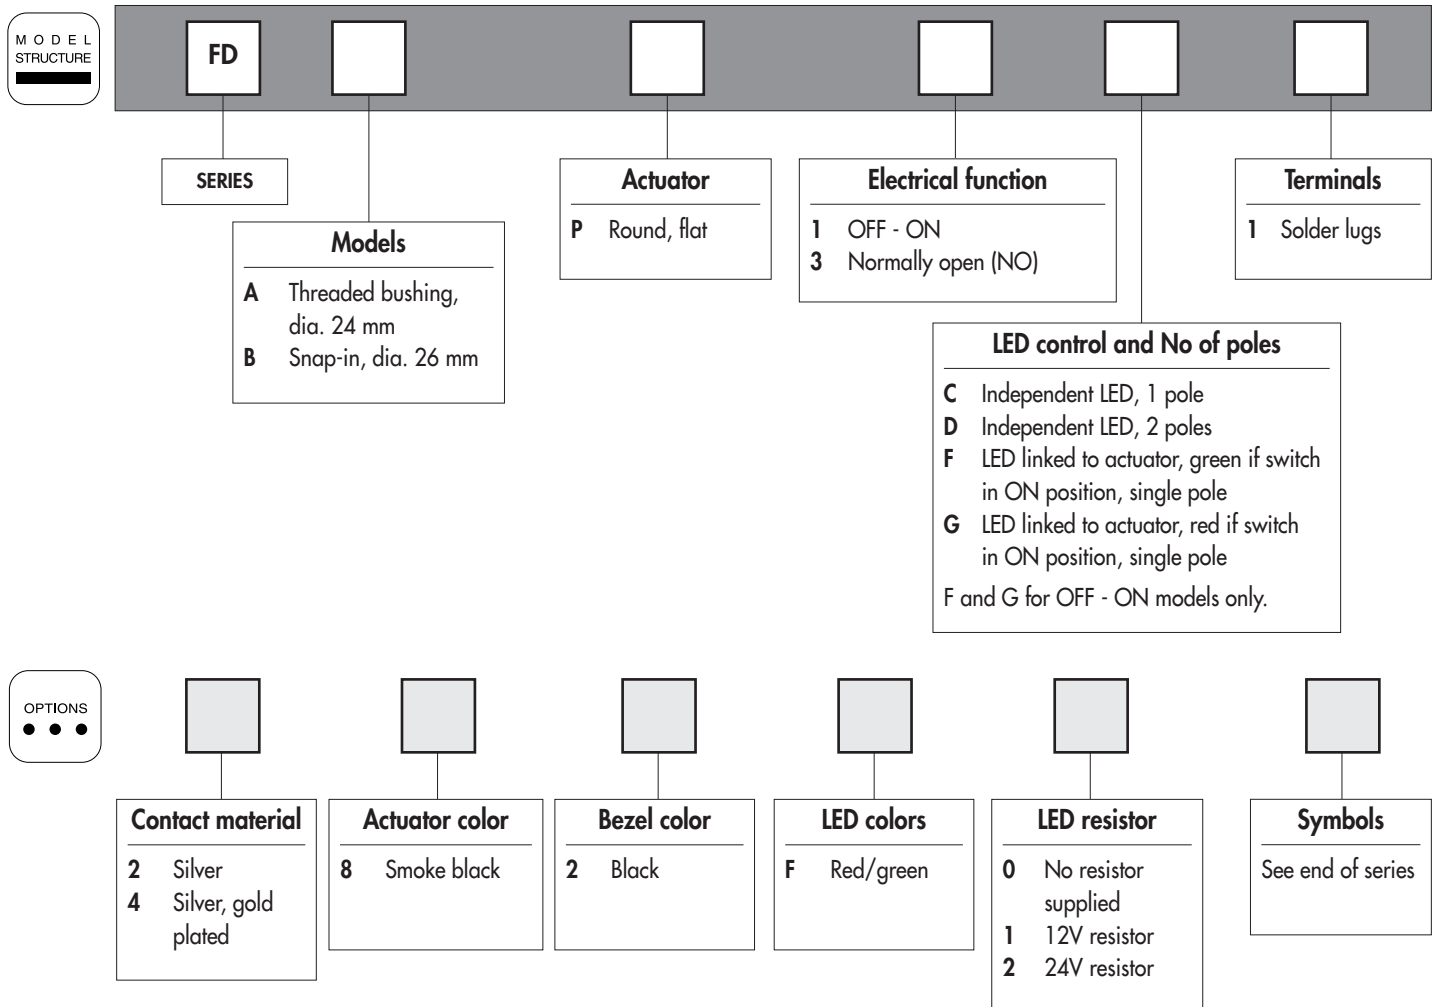 MODEL
STRUCTURE
FD
SERIES
Models
A Threaded bushing,
dia. 24 mm
B Snap-in, dia. 26 mm
Actuator
P Round, flat
Electrical function
1 OFF - ON
3 Normally open (NO)
LED control and No of poles
C Independent LED, 1 pole
D Independent LED, 2 poles
F LED linked to actuator, green if switch
in ON position, single pole
G LED linked to actuator, red if switch
in ON position, single pole
F and G for OFF - ON models only.
Terminals
1 Solder lugs
OPTIONS
Contact material
2 Silver
4 Silver, gold
plated
Actuator color
8 Smoke black
Bezel color
2 Black
LED colors
F Red/green
LED resistor
0 No resistor
supplied
1 12V resistor
2 24V resistor
Symbols
See end of series